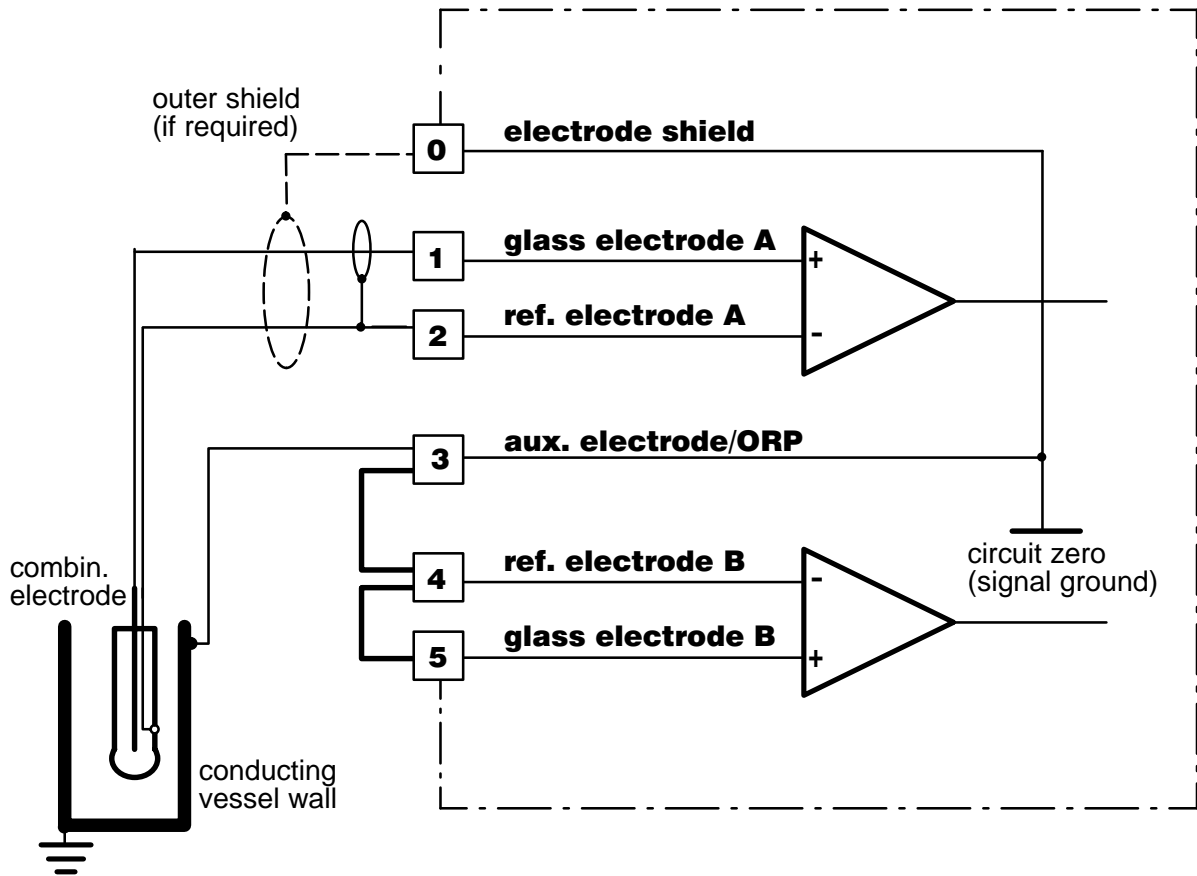 outer shield
(if required)
0
electrode shield
1
glass electrode A
+
2
ref. electrode A
-
3
aux. electrode/ORP
circuit zero
(signal ground)
4
ref. electrode B
-
5
glass electrode B
+
combin.
electrode
conducting
vessel wall